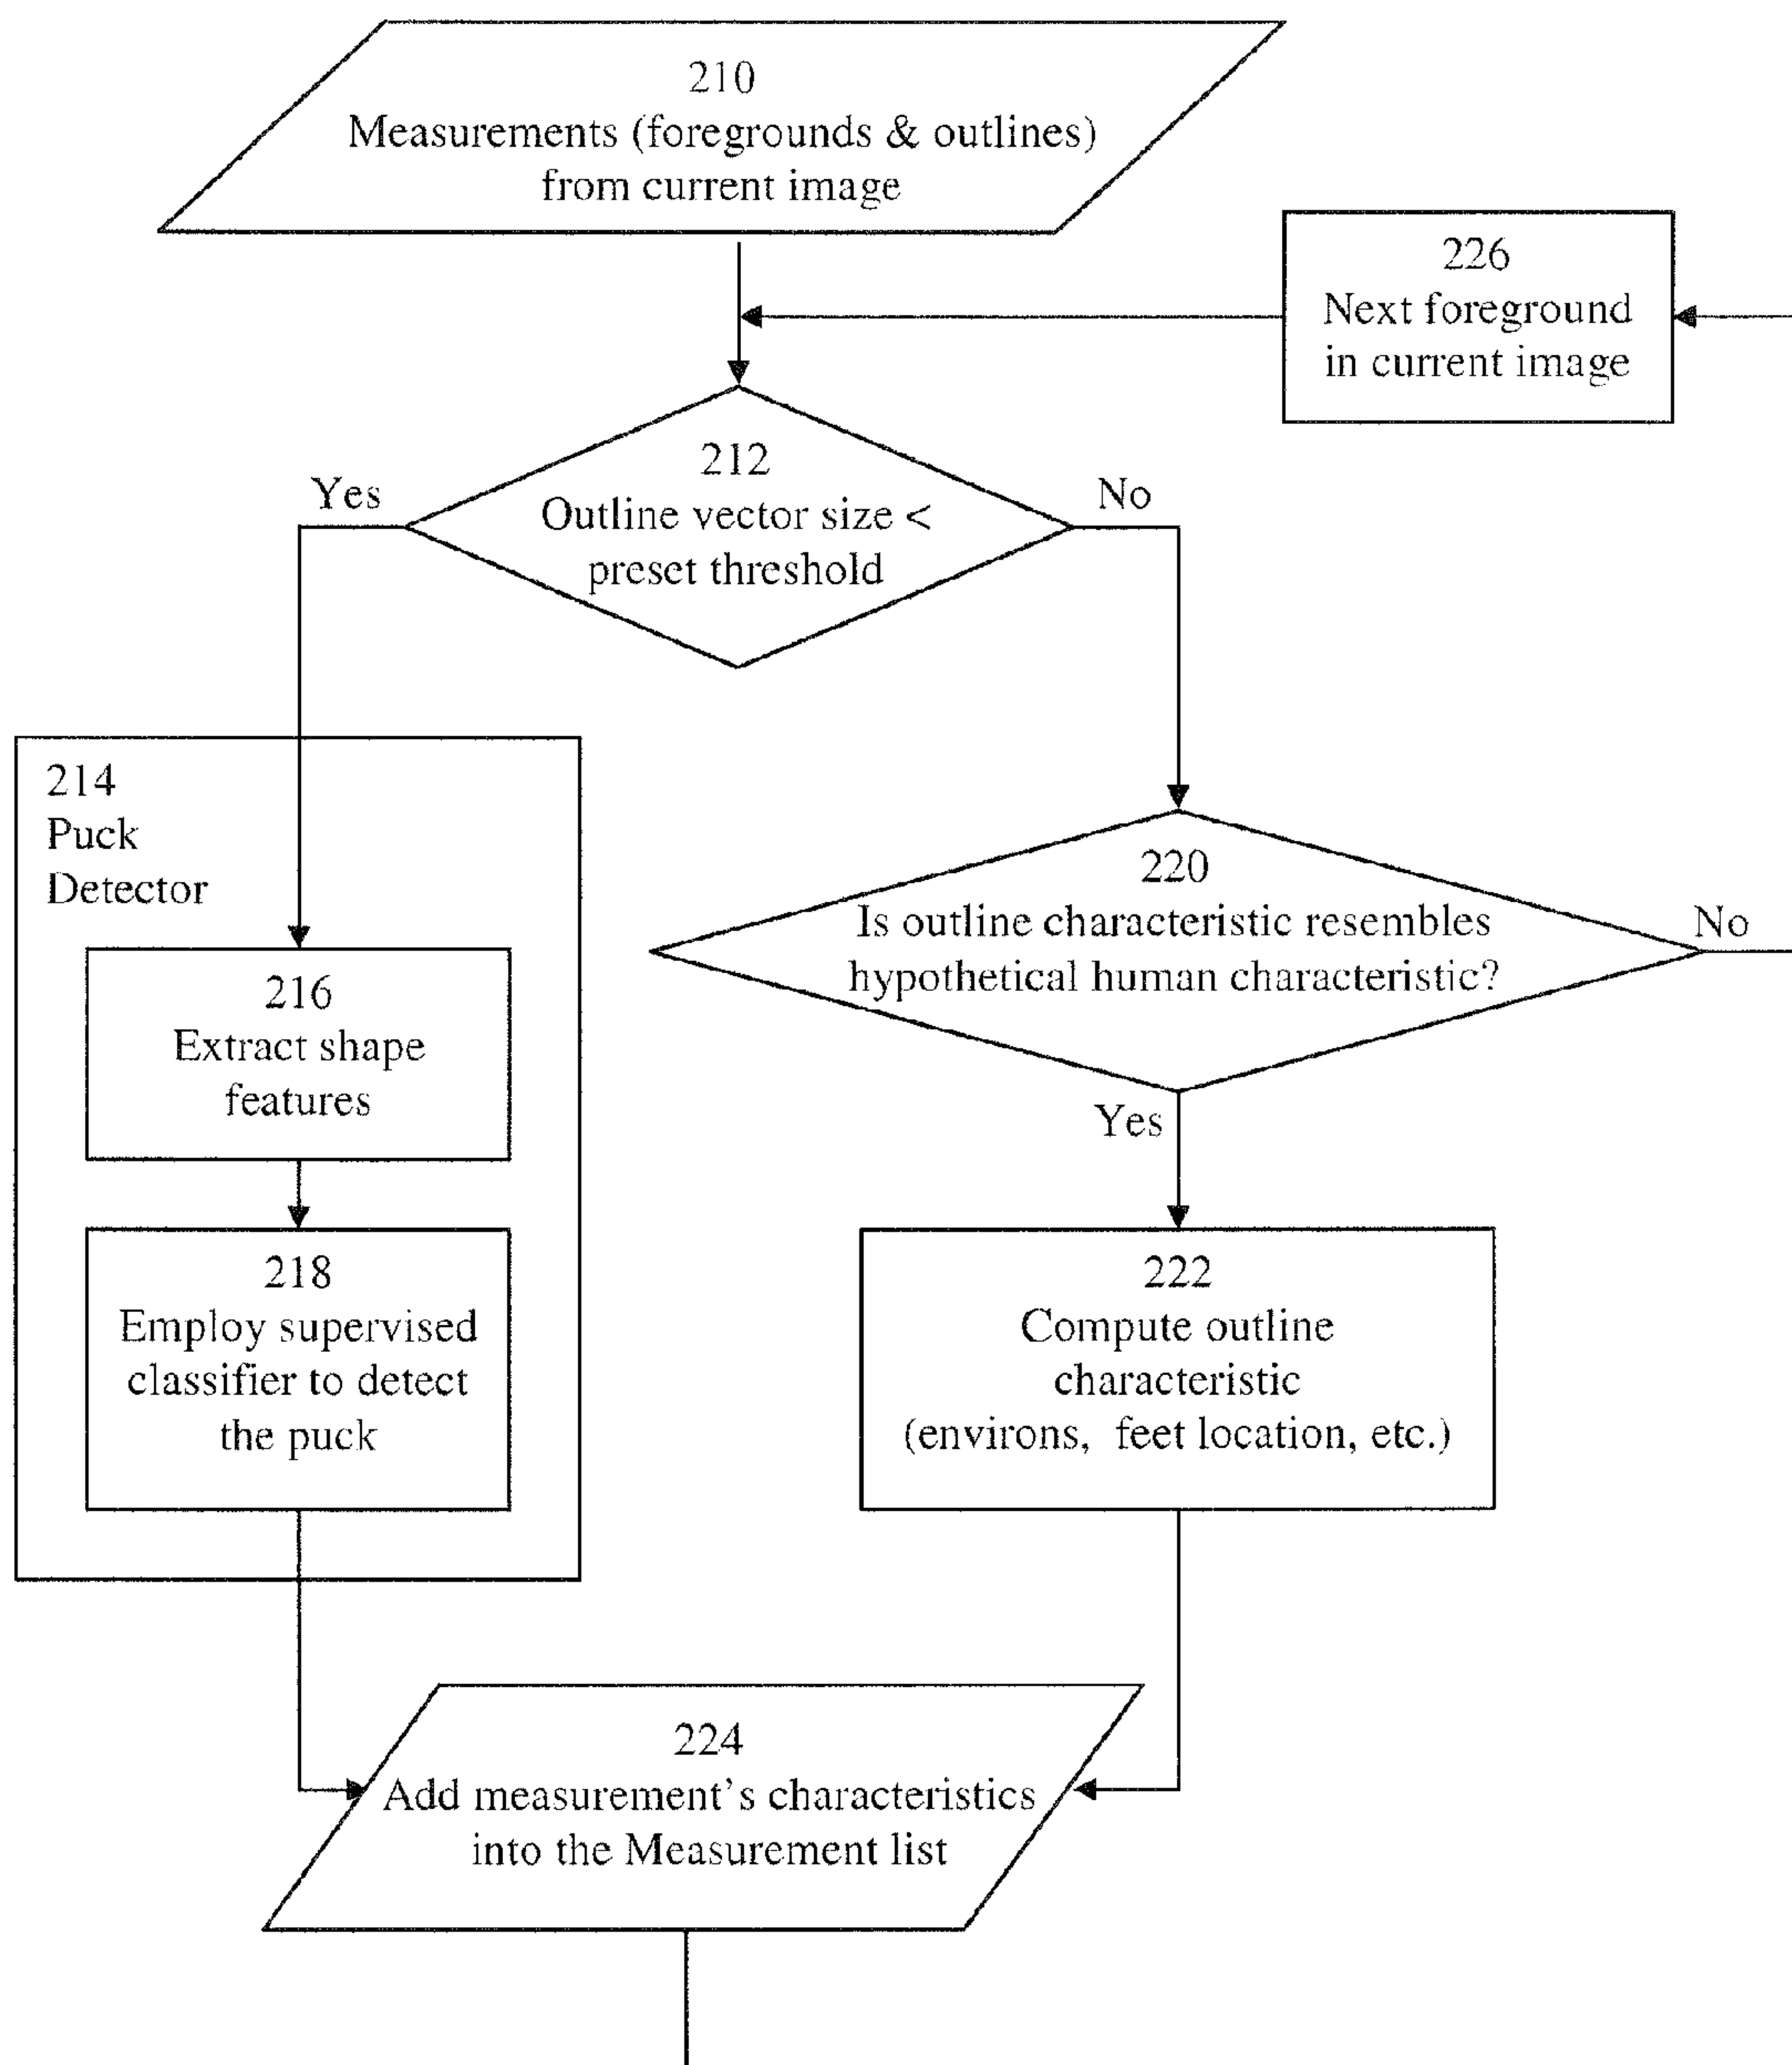 210
Measurements (foregrounds & outlines)
from current image
226
Next foreground
in current image
212
Outline vector size <
preset threshold
Yes
No
214
Puck
Detector
216
Extract shape
features
218
Employ supervised
classifier to detect
the puck
220
Is outline characteristic resembles
hypothetical human characteristic?
No
Yes
222
Compute outline
characteristic
(environs, feet location, etc.)
224
Add measurement's characteristics
into the Measurement list